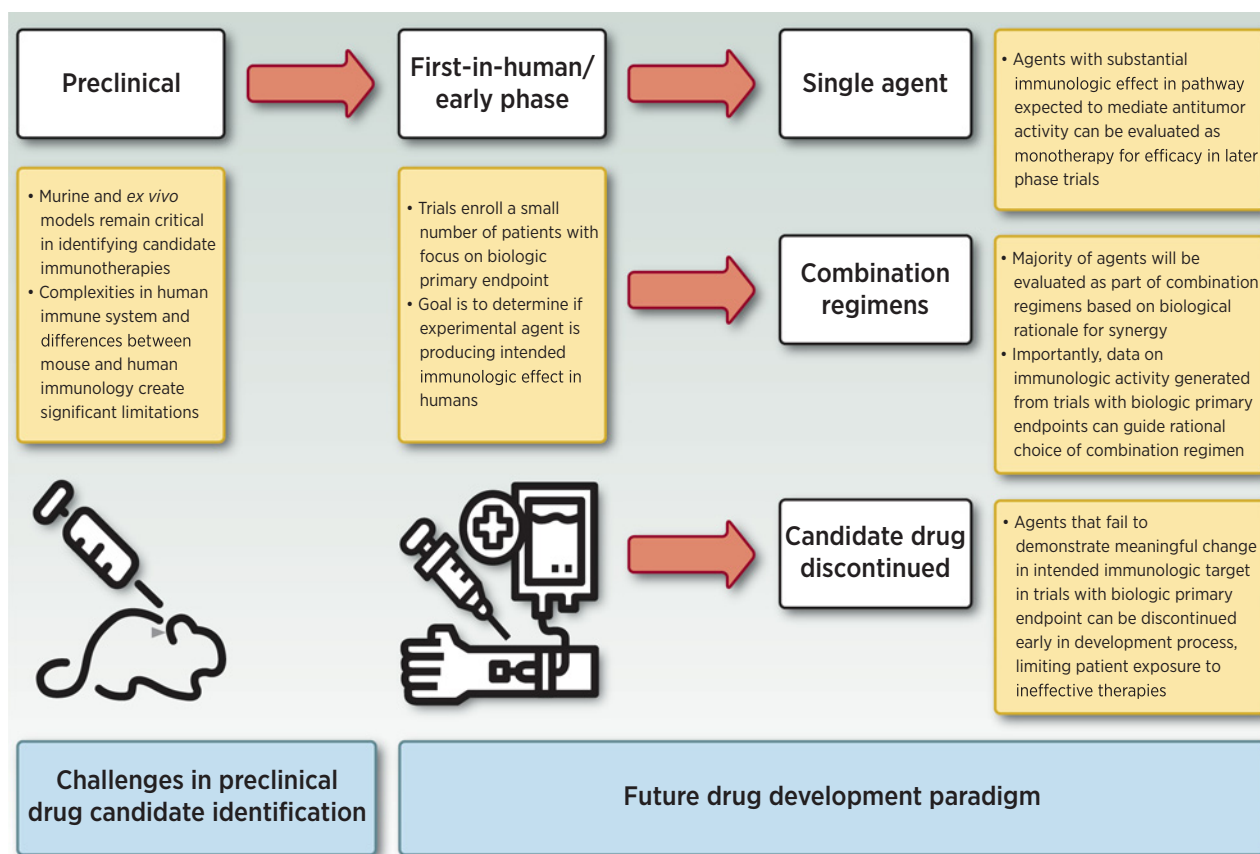 Preclinical
• Murine and ex vivo
models remain critical
in identifying candidate
immunotherapies
• Complexities in human
immune system and
differences between
mouse and human
immunology create
significant limitations
First-in-human/
early phase
• Trials enroll a small
number of patients with
focus on biologic
primary endpoint
• Goal is to determine if
experimental agent is
producing intended
immunologic effect in
humans
Single agent
• Agents with substantial
immunologic effect in pathway
expected to mediate antitumor
activity can be evaluated as
monotherapy for efficacy in later
phase trials
Combination
regimens
• Majority of agents will be
evaluated as part of combination
regimens based on biological
rationale for synergy
• Importantly, data on
immunologic activity generated
from trials with biologic primary
endpoints can guide rational
choice of combination regimen
Candidate drug
discontinued
• Agents that fail to
demonstrate meaningful change
in intended immunologic target
in trials with biologic primary
endpoint can be discontinued
early in development process,
limiting patient exposure to
ineffective therapies
Challenges in preclinical
drug candidate identification
Future drug development paradigm